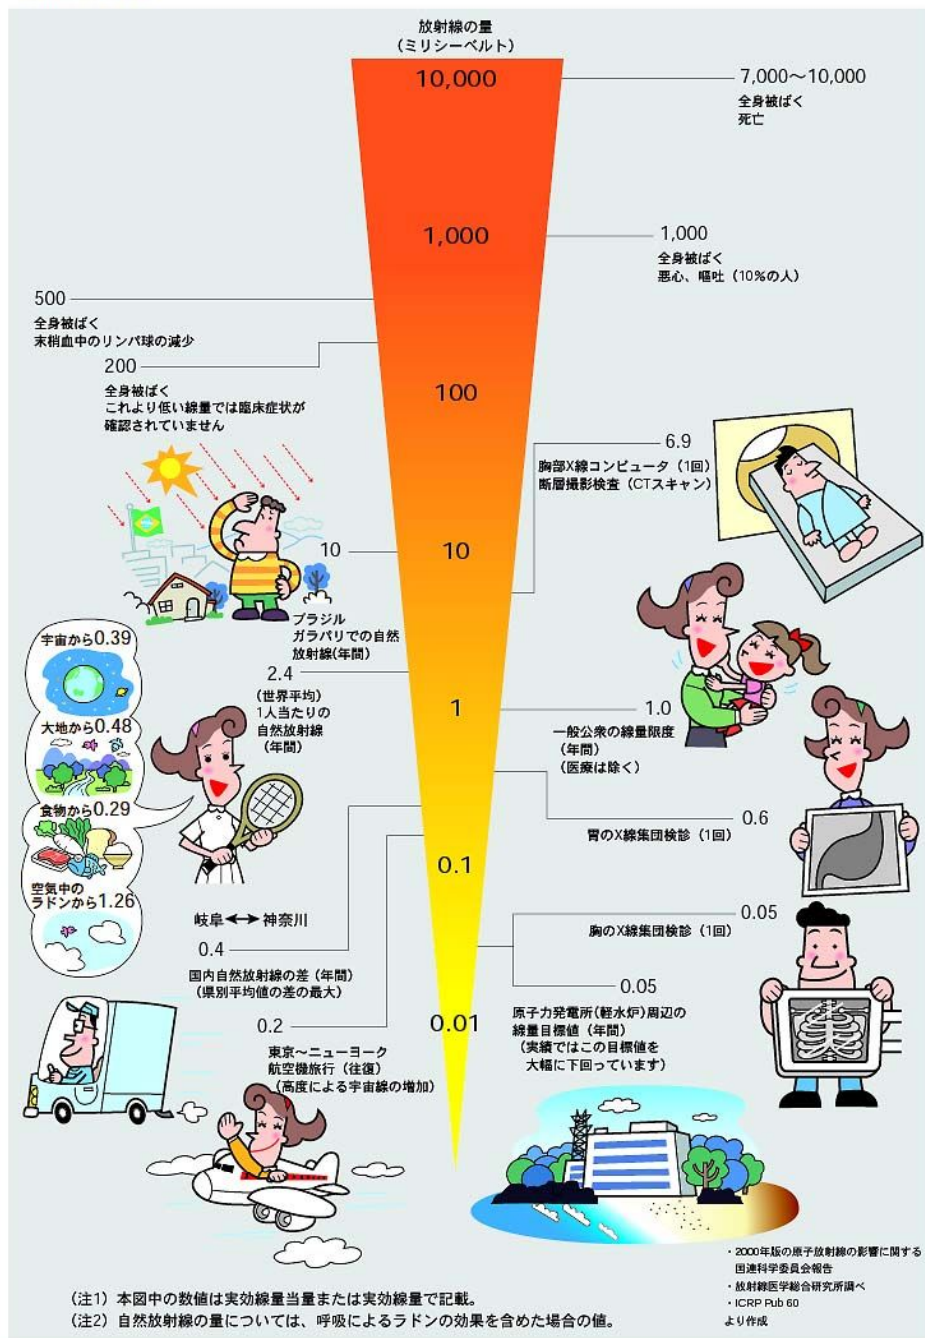 放射線の量
(ミリシーベルト)
10,000
7,000〜10,000
全身被ばく
死亡
1,000
1,000
全身被ばく
悪心、嘔吐（10%の人）
500
全身被ばく
末梢血中のリンパ球の減少
200
全身被ばく
これより低い線量では臨床症状が
確認されていません
100
6.9
胸部X線コンピュータ（1回）
断層撮影検査（CTスキャン）
10
10
ブラジル
ガラパリでの自然
放射線(年間)
宇宙から0.39
大地から0.48
食物から0.29
空気中の
ラドンから1.26
2.4
(世界平均)
1人当たりの
自然放射線
（年間）
1
1.0
一般公衆の線量限度
（年間）
（医療は除く）
0.6
胃のX線集団検診（1回）
0.1
岐阜⟷神奈川
0.4
国内自然放射線の差（年間）
（県別平均値の差の最大）
0.05
胸のX線集団検診（1回）
0.05
原子力発電所(軽水炉)周辺の
線量目標値（年間）
（実績ではこの目標値を
大幅に下回っています）
0.01
0.2
東京〜ニューヨーク
航空機旅行（往復）
（高度による宇宙線の増加）
・2000年版の原子放射線の影響に関する
国連科学委員会報告
・放射線医学総合研究所調べ
・ICRP Pub 60
より作成
（注1）本図中の数値は実効線量当量または実効線量で記載。
（注2）自然放射線の量については、呼吸によるラドンの効果を含めた場合の値。